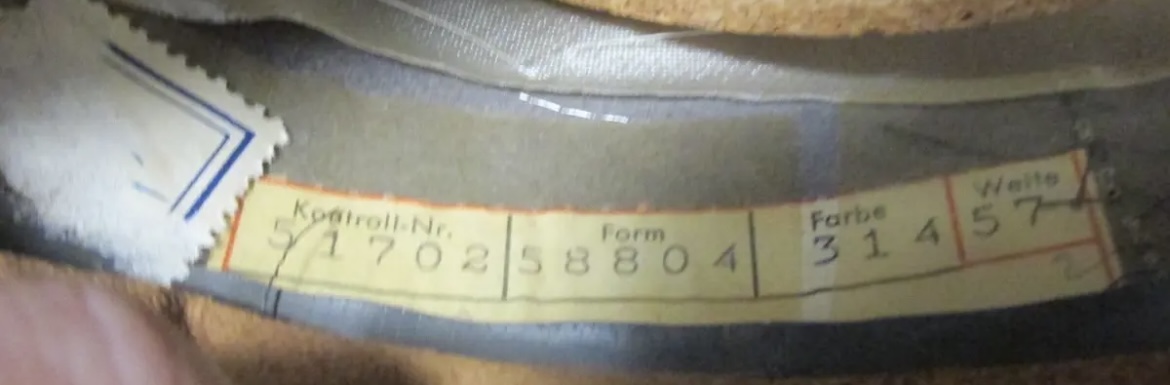 Kontroll-Nr. Form Farbe Weite
51702 58804 314 57